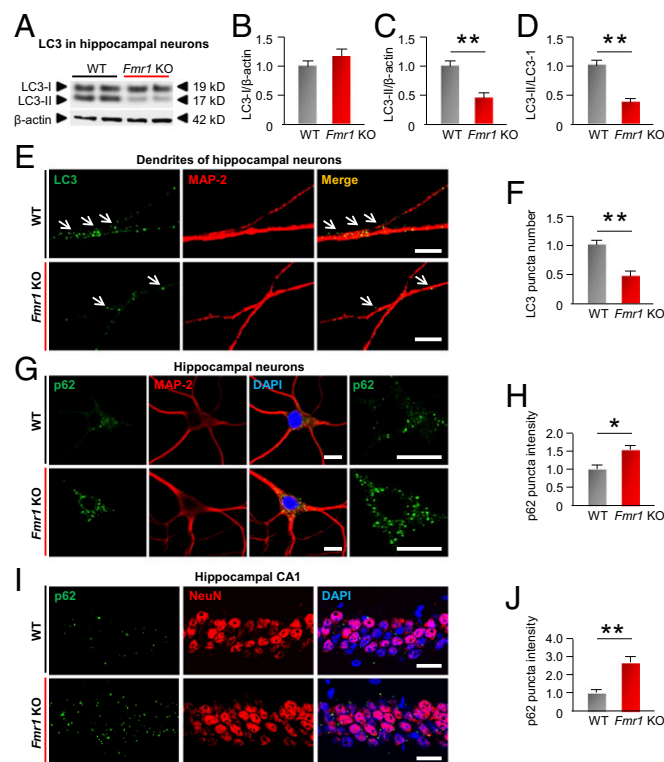 A
LC3 in hippocampal neurons
WT Fmr1 KO
LC3-I 19 kD
LC3-II 17 kD
β-actin 42 kD
B
LC3-I/β-actin
1.5
1.0
0.5
0
WT Fmr1 KO
C
LC3-II/β-actin
1.5
**
1.0
0.5
0
WT Fmr1 KO
D
LC3-II/LC3-1
1.5
**
1.0
0.5
0
WT Fmr1 KO
E
Dendrites of hippocampal neurons
LC3 MAP-2 Merge
WT
Fmr1 KO
F
LC3 puncta number
1.5
**
1.0
0.5
0
WT Fmr1 KO
G
Hippocampal neurons
p62 MAP-2 DAPI p62
WT
Fmr1 KO
H
p62 puncta intensity
2.0
*
1.5
1.0
0.5
0
WT Fmr1 KO
I
Hippocampal CA1
p62 NeuN DAPI
WT
Fmr1 KO
J
p62 puncta intensity
4.0
**
3.0
2.0
1.0
0
WT Fmr1 KO